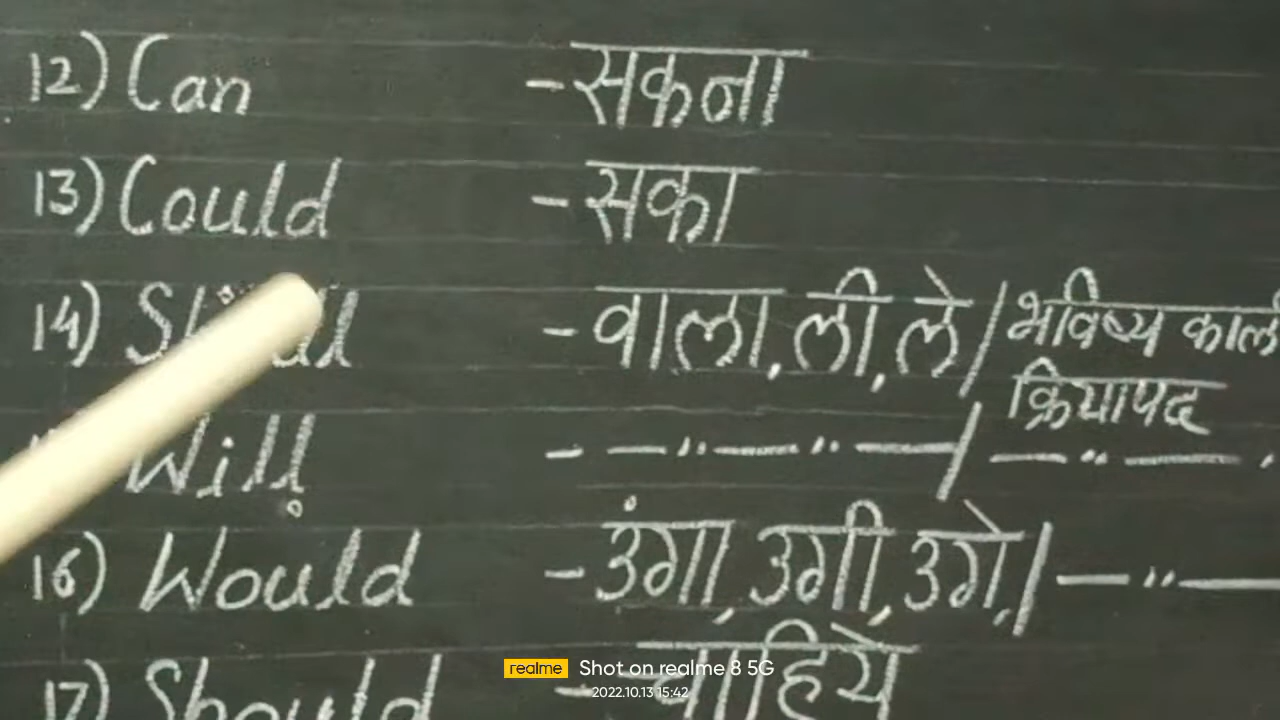 12) Can - सकना
13) Could - सका
14) - वाला, ली, ले / भविष्य काल
क्रियापद
Will - — " — " — / — " — "
16) Would - उंगा, उगी, उगे, / — " —
17) Should - चाहिये
realme Shot on realme 8 5G
2022.10.13 15:42